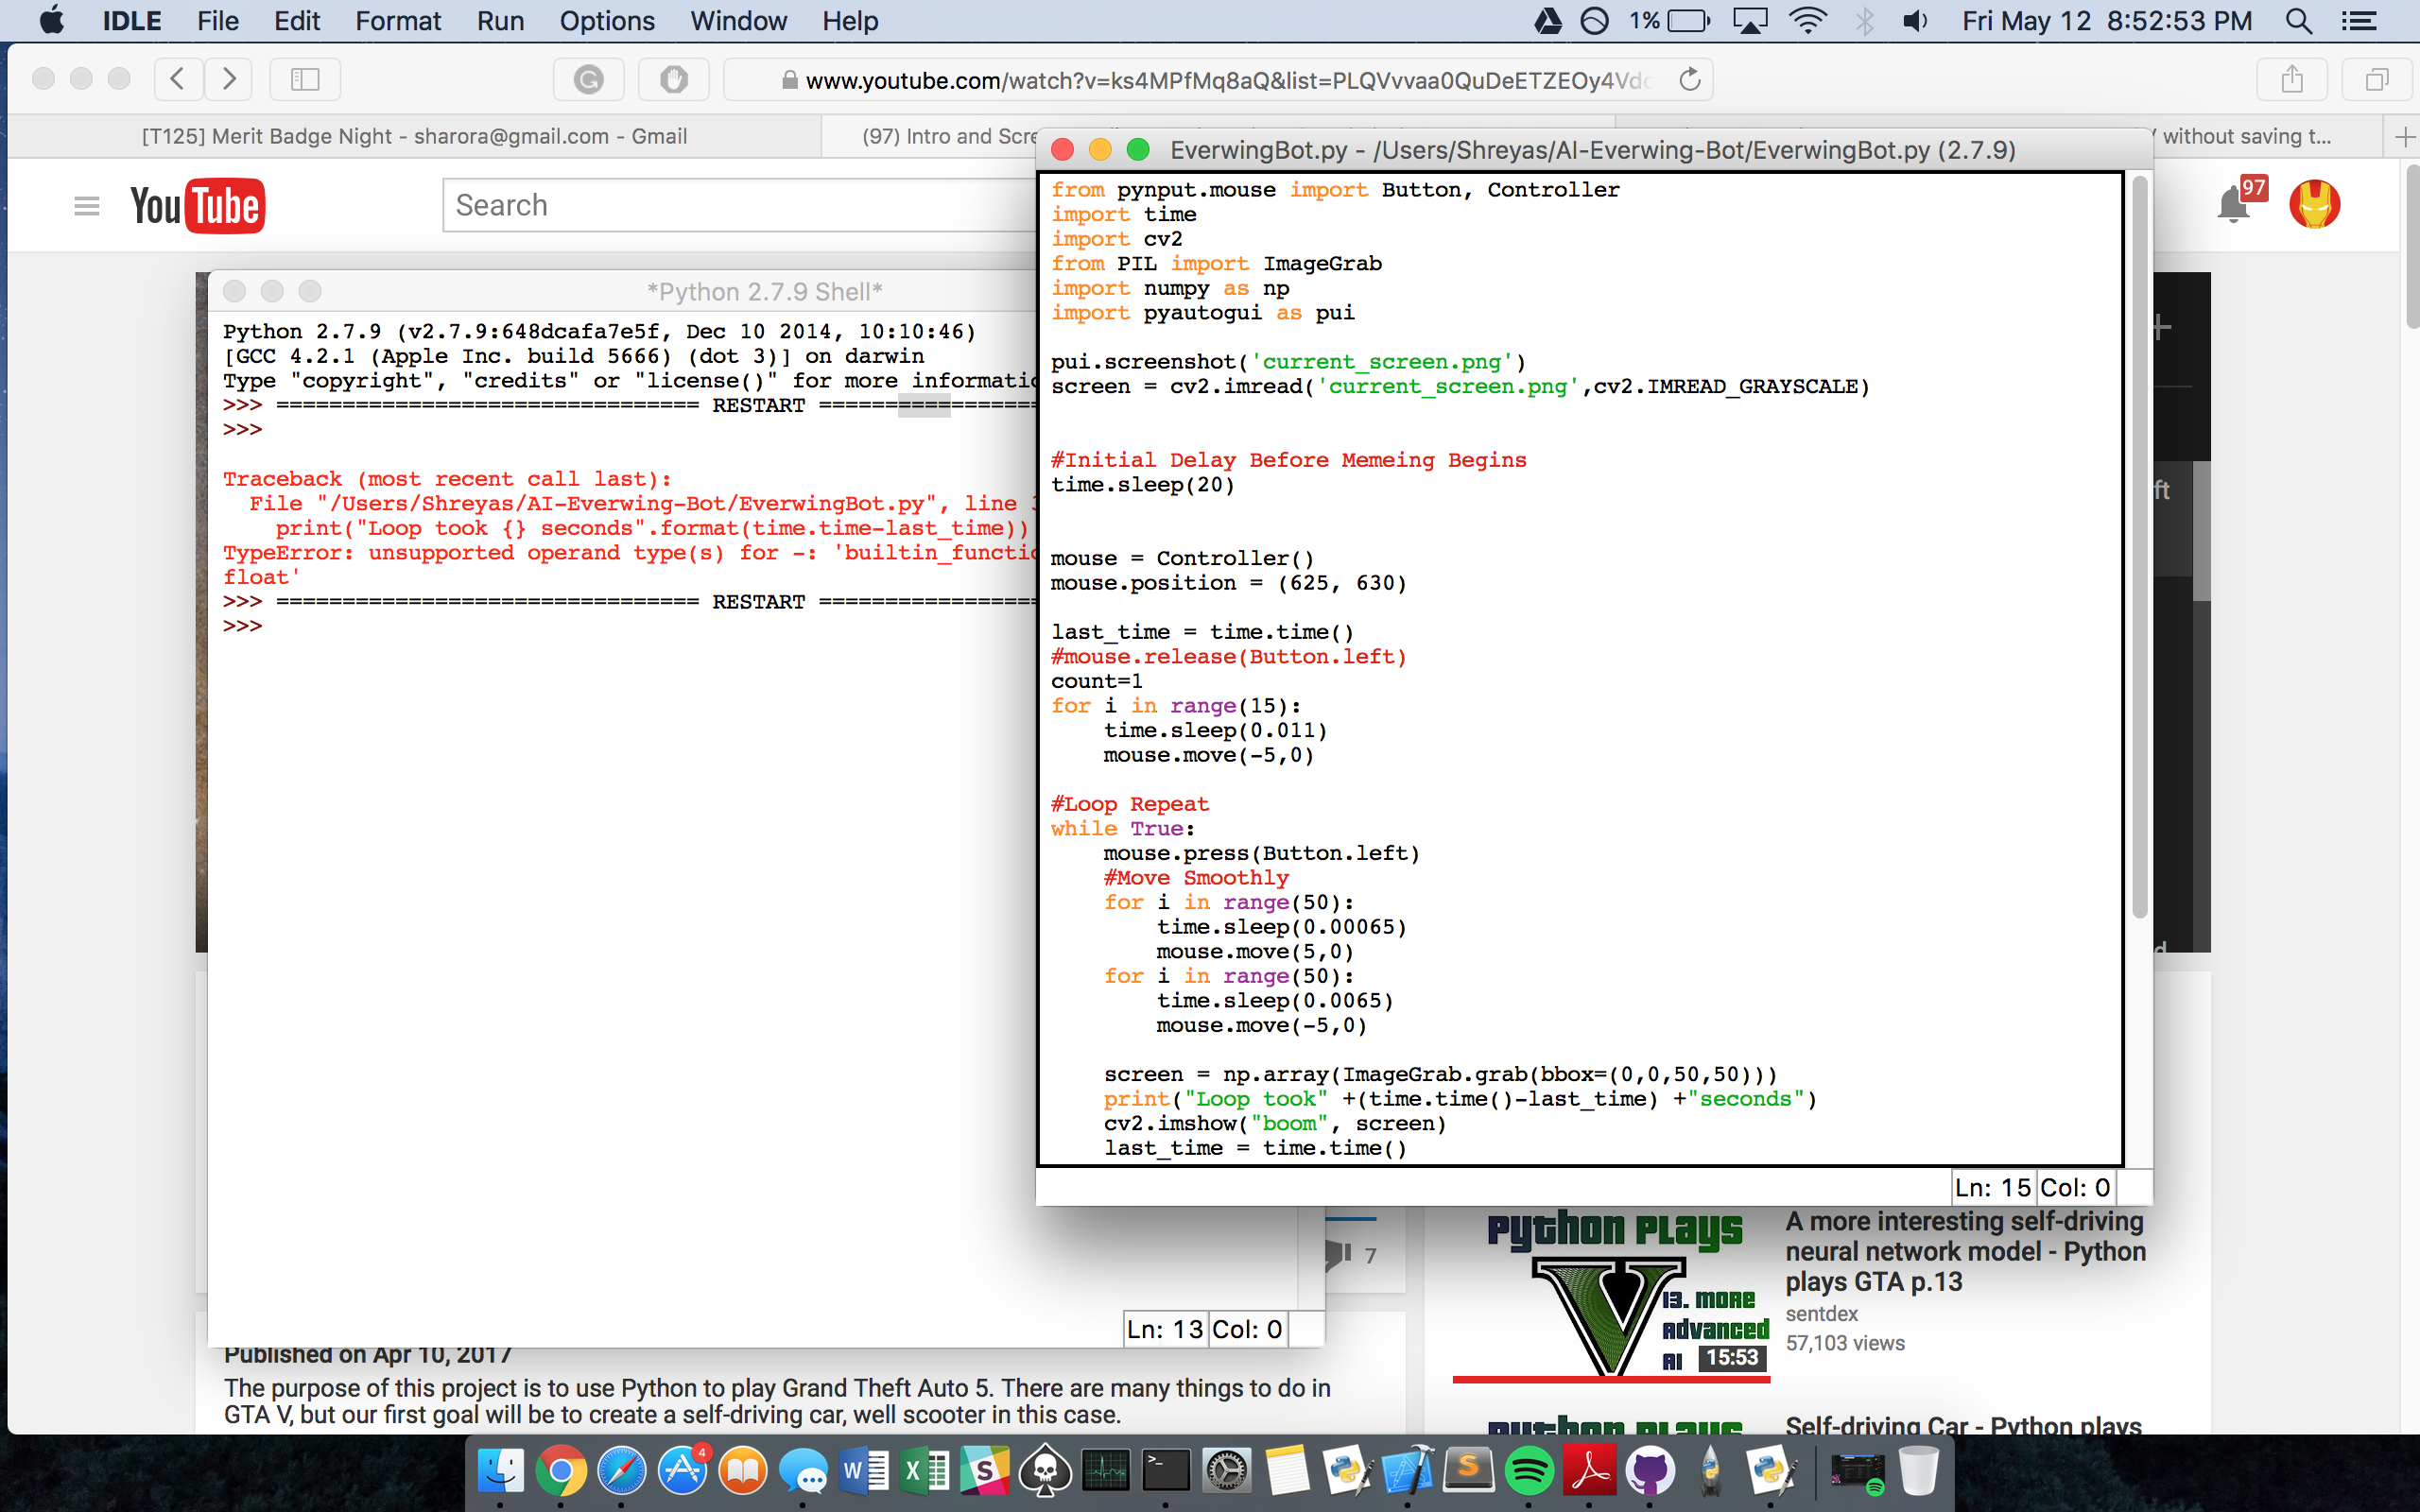 IDLE File Edit Format Run Options Window Help 1% Fri May 12 8:52:53 PM
www.youtube.com/watch?v=ks4MPfMq8aQ&list=PLQVvvaa0QuDeETZEOy4Vdc
[T125] Merit Badge Night - sharora@gmail.com - Gmail
(97) Intro and Scre
without saving t...
YouTube
Search
97
*Python 2.7.9 Shell*
Python 2.7.9 (v2.7.9:648dcafa7e5f, Dec 10 2014, 10:10:46)
[GCC 4.2.1 (Apple Inc. build 5666) (dot 3)] on darwin
Type "copyright", "credits" or "license()" for more informatic
>>> ================================ RESTART =================
>>>
Traceback (most recent call last):
File "/Users/Shreyas/AI-Everwing-Bot/EverwingBot.py", line
print("Loop took {} seconds".format(time.time-last_time))
TypeError: unsupported operand type(s) for -: 'builtin_functic
float'
>>> ================================ RESTART =================
>>>
Ln: 13 Col: 0
EverwingBot.py - /Users/Shreyas/AI-Everwing-Bot/EverwingBot.py (2.7.9)
from pynput.mouse import Button, Controller
import time
import cv2
from PIL import ImageGrab
import numpy as np
import pyautogui as pui
pui.screenshot('current_screen.png')
screen = cv2.imread('current_screen.png',cv2.IMREAD_GRAYSCALE)
#Initial Delay Before Memeing Begins
time.sleep(20)
mouse = Controller()
mouse.position = (625, 630)
last_time = time.time()
#mouse.release(Button.left)
count=1
for i in range(15):
time.sleep(0.011)
mouse.move(-5,0)
#Loop Repeat
while True:
mouse.press(Button.left)
#Move Smoothly
for i in range(50):
time.sleep(0.00065)
mouse.move(5,0)
for i in range(50):
time.sleep(0.0065)
mouse.move(-5,0)
screen = np.array(ImageGrab.grab(bbox=(0,0,50,50)))
print("Loop took" +(time.time()-last_time) +"seconds")
cv2.imshow("boom", screen)
last_time = time.time()
Ln: 15 Col: 0
ft
7
Published on Apr 10, 2017
The purpose of this project is to use Python to play Grand Theft Auto 5. There are many things to do in
GTA V, but our first goal will be to create a self-driving car, well scooter in this case.
Python Plays
V
13. More
Advanced
AI
15:53
A more interesting self-driving
neural network model - Python
plays GTA p.13
sentdex
57,103 views
Python Plays
Self-driving Car - Python plays
4